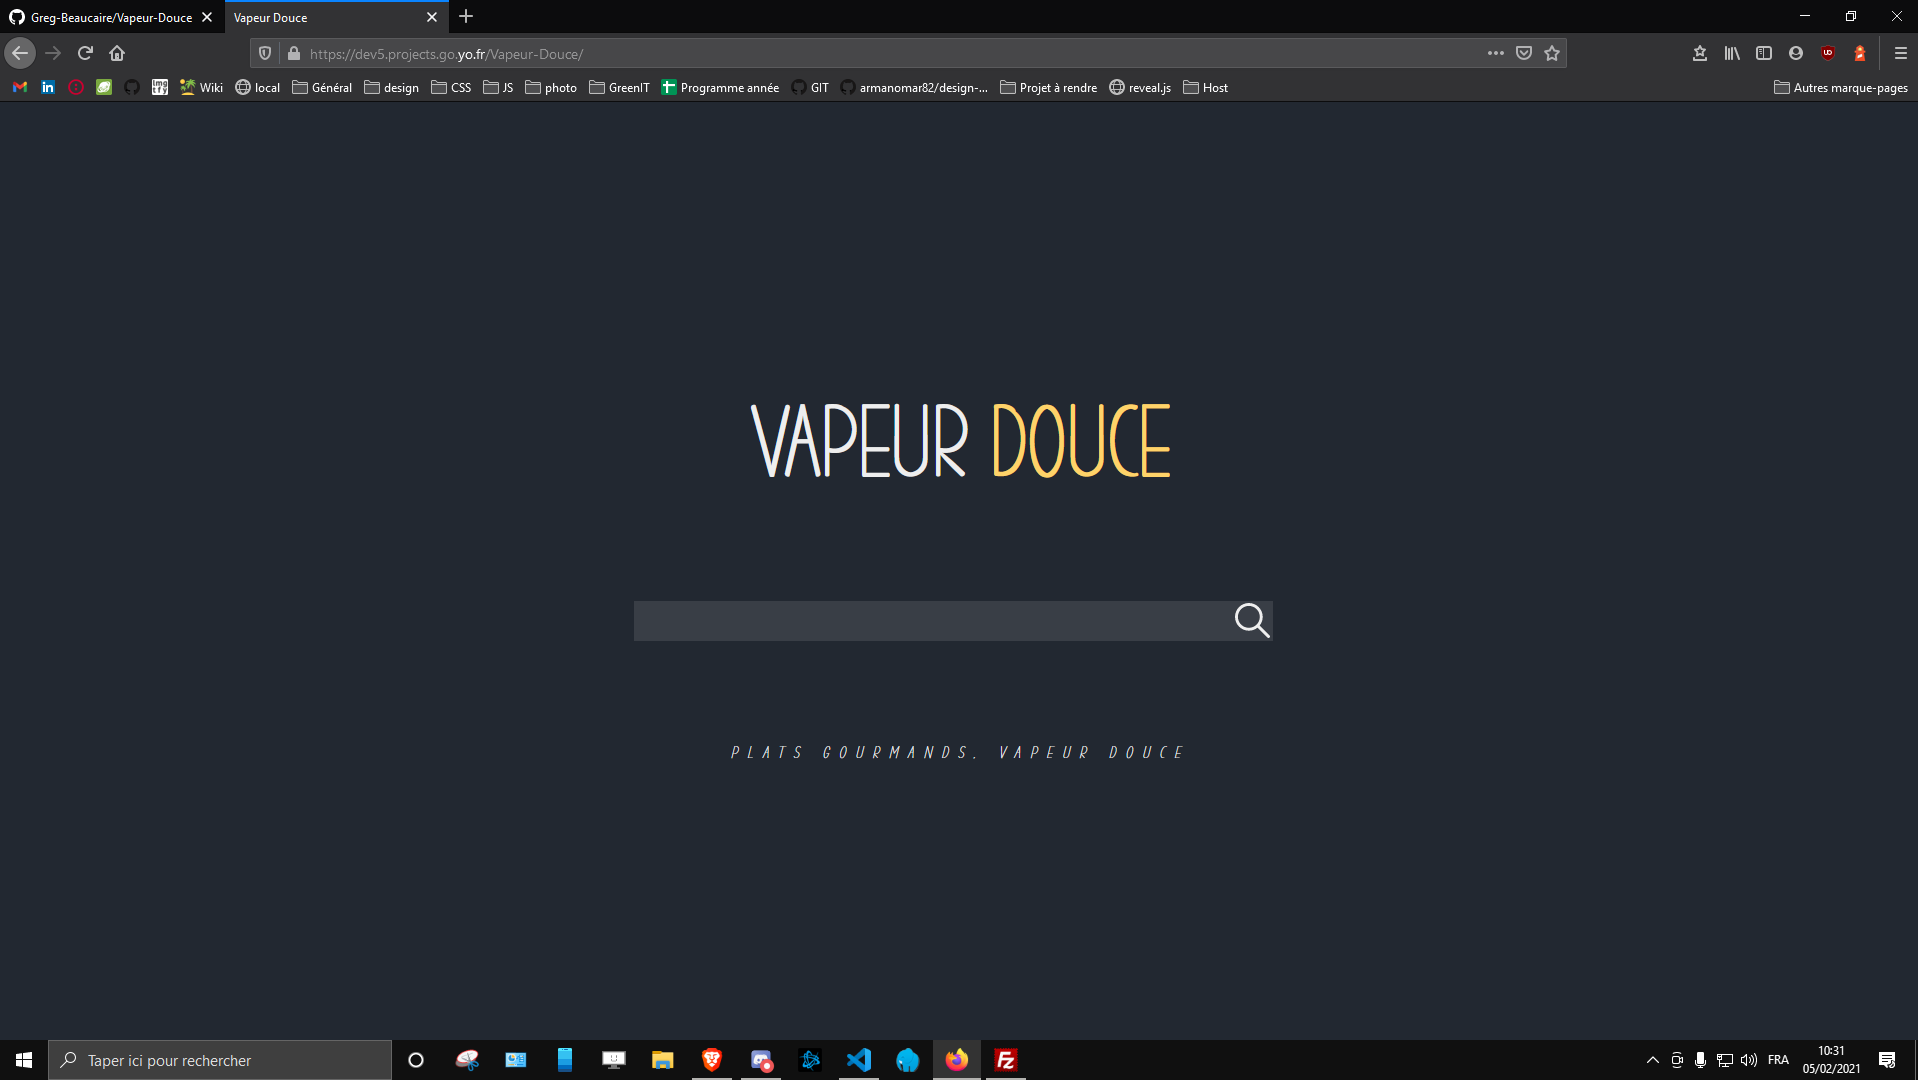 Greg-Beaucaire/Vapeur-Douce
Vapeur Douce
https://dev5.projects.go.yo.fr/Vapeur-Douce/
Wiki
local
Général
design
CSS
JS
photo
GreenIT
Programme année
GIT
armanomar82/design-...
Projet à rendre
reveal.js
Host
Autres marque-pages
VAPEUR DOUCE
PLATS GOURMANDS, VAPEUR DOUCE
Taper ici pour rechercher
FRA
10:31
05/02/2021